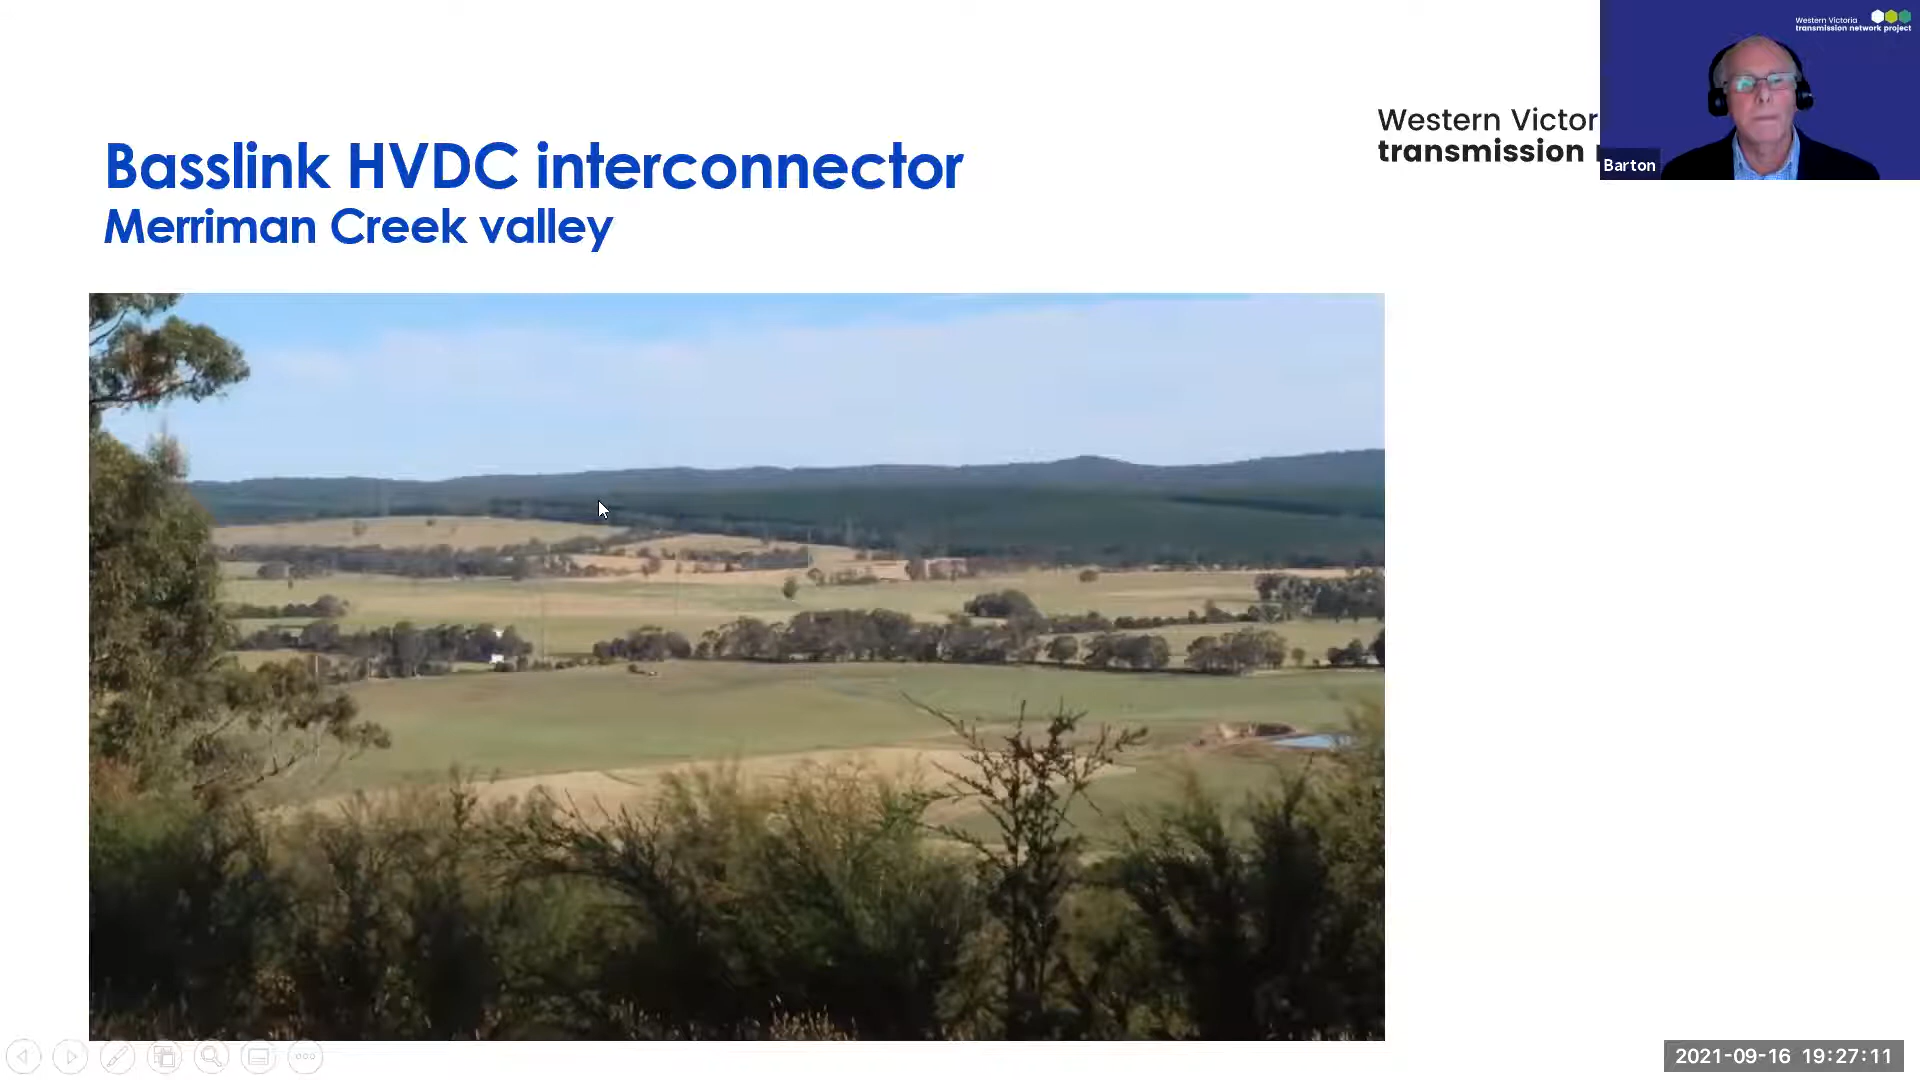 Basslink HVDC interconnector
Merriman Creek valley
Western Victor
transmission
Western Victoria
transmission network project
Barton
2021-09-16 19:27:11